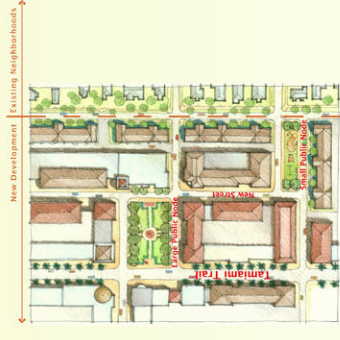 Existing Neighborhoods
New Development
Small Public Node
New Street
Large Public Node
Tamiami Trail